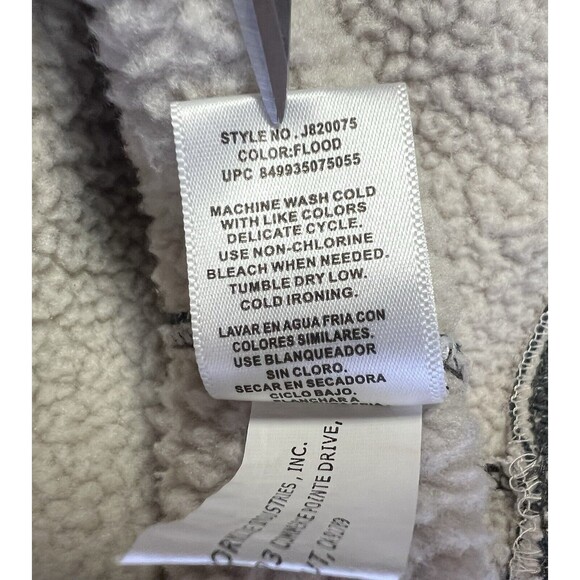 STYLE NO . J820075
COLOR:FLOOD
UPC 849935075055
MACHINE WASH COLD
WITH LIKE COLORS
DELICATE CYCLE.
USE NON-CHLORINE
BLEACH WHEN NEEDED.
TUMBLE DRY LOW.
COLD IRONING.
LAVAR EN AGUA FRIA CON
COLORES SIMILARES.
USE BLANQUEADOR
SIN CLORO.
SECAR EN SECADORA
CICLO BAJO.
PLANCHAR A
INDUSTRIES, INC.
POINTE DRIVE,